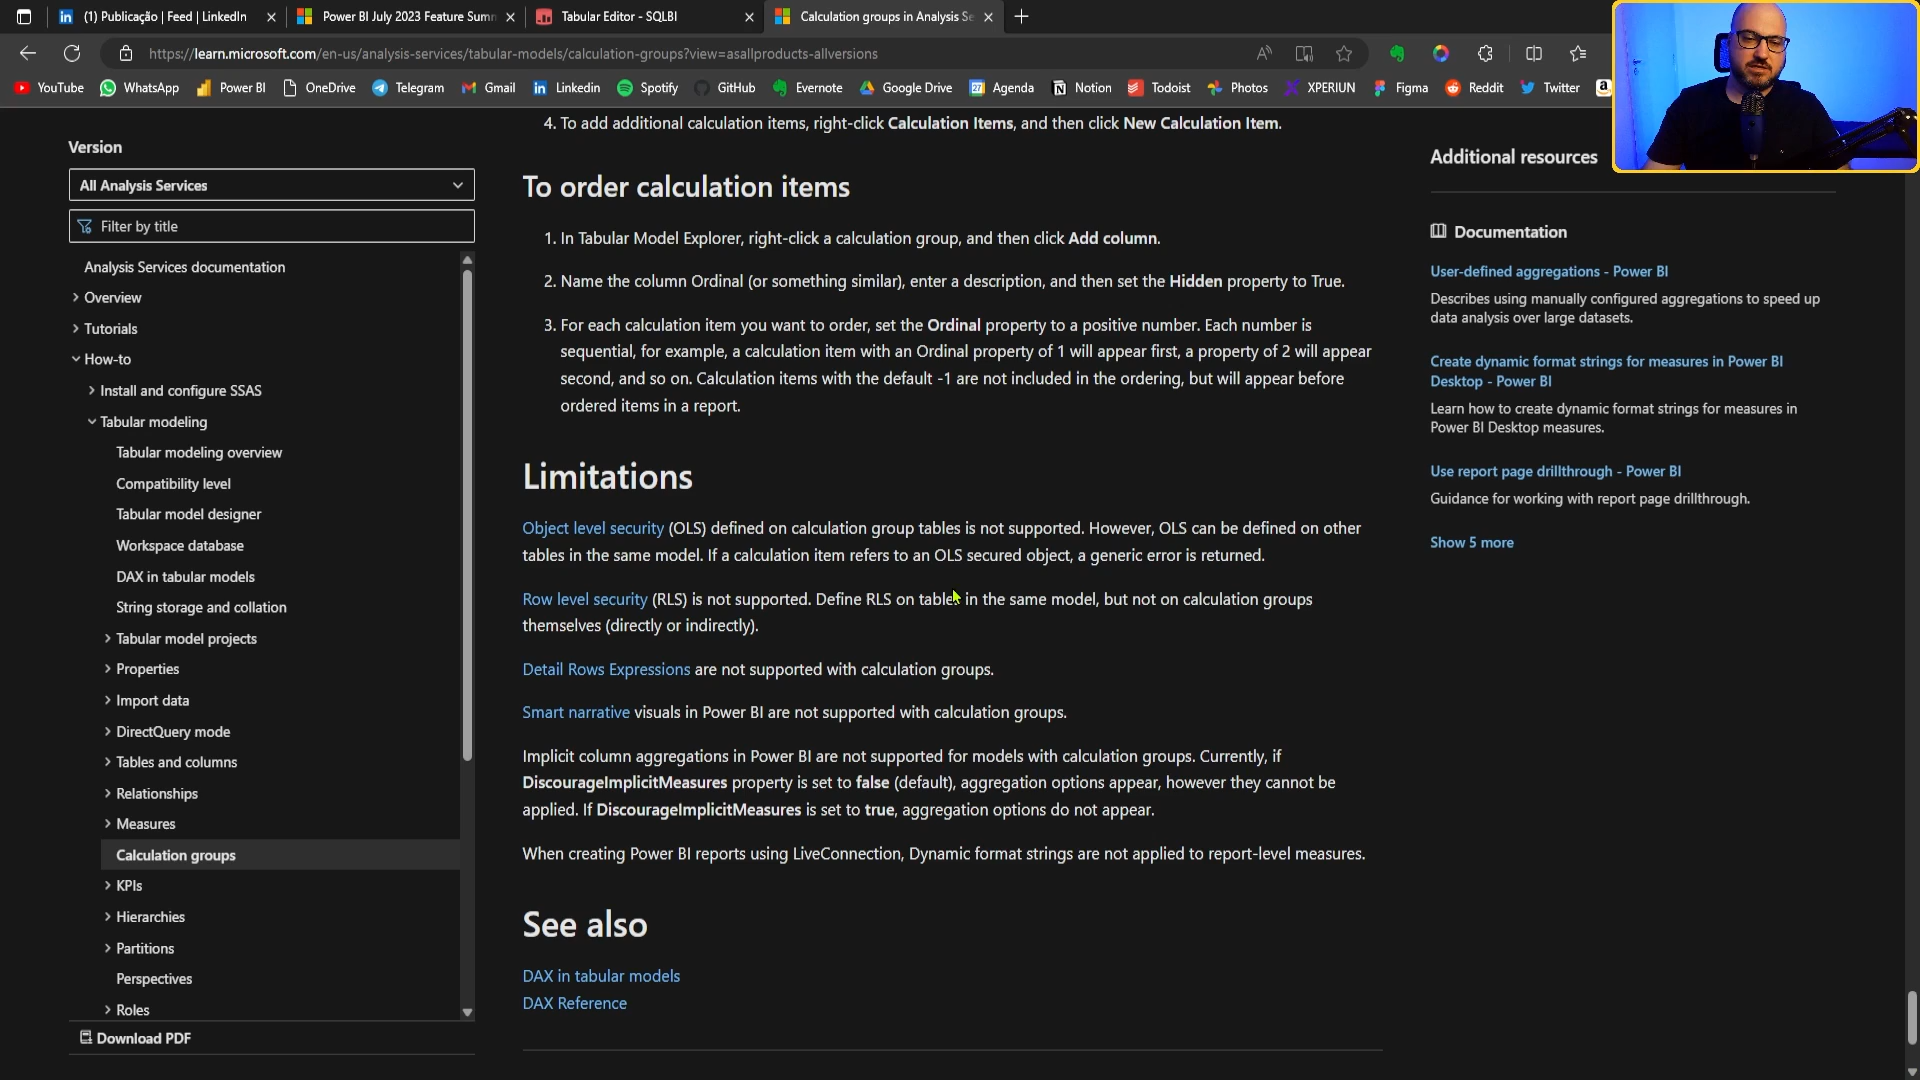 (1) Publicação | Feed | LinkedIn
Power BI July 2023 Feature Summ
Tabular Editor - SQLBI
Calculation groups in Analysis Se
https://learn.microsoft.com/en-us/analysis-services/tabular-models/calculation-groups?view=asallproducts-allversions
YouTube
WhatsApp
Power BI
OneDrive
Telegram
Gmail
Linkedin
Spotify
GitHub
Evernote
Google Drive
Agenda
Notion
Todoist
Photos
XPERIUN
Figma
Reddit
Twitter
Version
All Analysis Services
Filter by title
Analysis Services documentation
Overview
Tutorials
How-to
Install and configure SSAS
Tabular modeling
Tabular modeling overview
Compatibility level
Tabular model designer
Workspace database
DAX in tabular models
String storage and collation
Tabular model projects
Properties
Import data
DirectQuery mode
Tables and columns
Relationships
Measures
Calculation groups
KPIs
Hierarchies
Partitions
Perspectives
Roles
Download PDF
4. To add additional calculation items, right-click Calculation Items, and then click New Calculation Item.
To order calculation items
1. In Tabular Model Explorer, right-click a calculation group, and then click Add column.
2. Name the column Ordinal (or something similar), enter a description, and then set the Hidden property to True.
3. For each calculation item you want to order, set the Ordinal property to a positive number. Each number is
sequential, for example, a calculation item with an Ordinal property of 1 will appear first, a property of 2 will appear
second, and so on. Calculation items with the default -1 are not included in the ordering, but will appear before
ordered items in a report.
Limitations
Object level security (OLS) defined on calculation group tables is not supported. However, OLS can be defined on other
tables in the same model. If a calculation item refers to an OLS secured object, a generic error is returned.
Row level security (RLS) is not supported. Define RLS on tables in the same model, but not on calculation groups
themselves (directly or indirectly).
Detail Rows Expressions are not supported with calculation groups.
Smart narrative visuals in Power BI are not supported with calculation groups.
Implicit column aggregations in Power BI are not supported for models with calculation groups. Currently, if
DiscourageImplicitMeasures property is set to false (default), aggregation options appear, however they cannot be
applied. If DiscourageImplicitMeasures is set to true, aggregation options do not appear.
When creating Power BI reports using LiveConnection, Dynamic format strings are not applied to report-level measures.
See also
DAX in tabular models
DAX Reference
Additional resources
Documentation
User-defined aggregations - Power BI
Describes using manually configured aggregations to speed up
data analysis over large datasets.
Create dynamic format strings for measures in Power BI
Desktop - Power BI
Learn how to create dynamic format strings for measures in
Power BI Desktop measures.
Use report page drillthrough - Power BI
Guidance for working with report page drillthrough.
Show 5 more